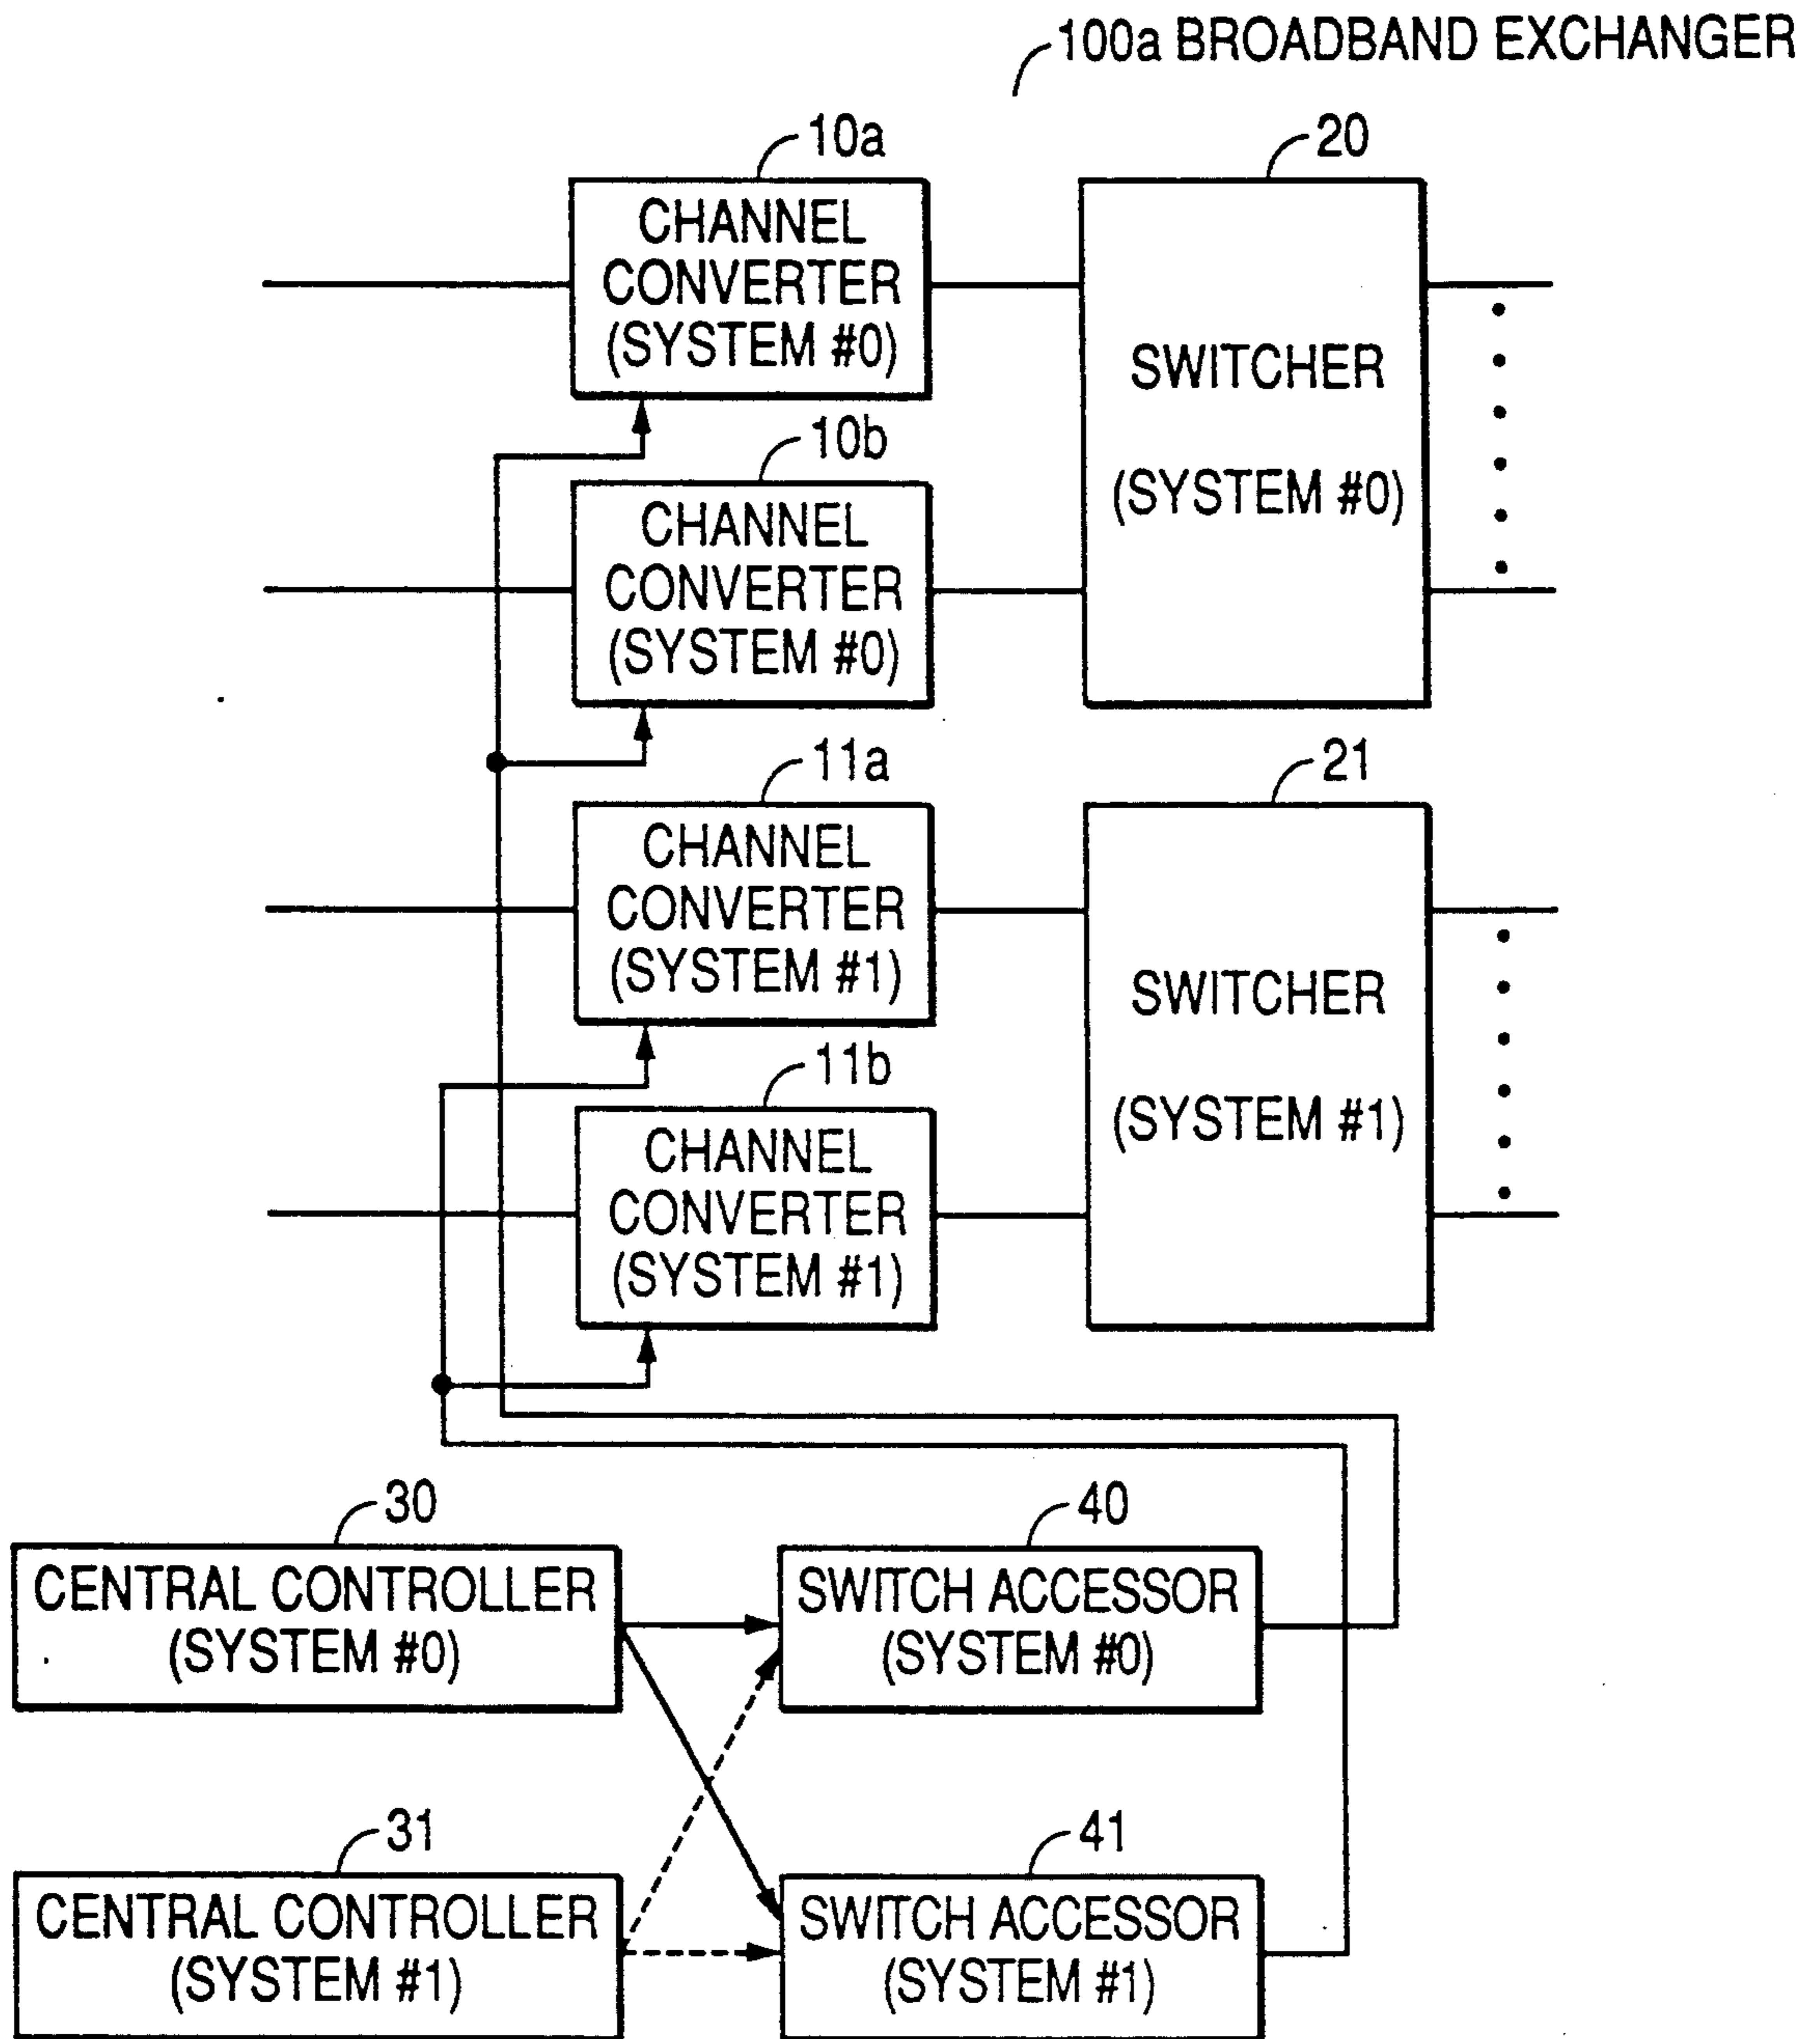 100a BROADBAND EXCHANGER
10a
20
CHANNEL
CONVERTER
(SYSTEM #0)
SWITCHER
(SYSTEM #0)
10b
CHANNEL
CONVERTER
(SYSTEM #0)
11a
21
CHANNEL
CONVERTER
(SYSTEM #1)
SWITCHER
(SYSTEM #1)
11b
CHANNEL
CONVERTER
(SYSTEM #1)
30
40
CENTRAL CONTROLLER
(SYSTEM #0)
SWITCH ACCESSOR
(SYSTEM #0)
31
41
CENTRAL CONTROLLER
(SYSTEM #1)
SWITCH ACCESSOR
(SYSTEM #1)